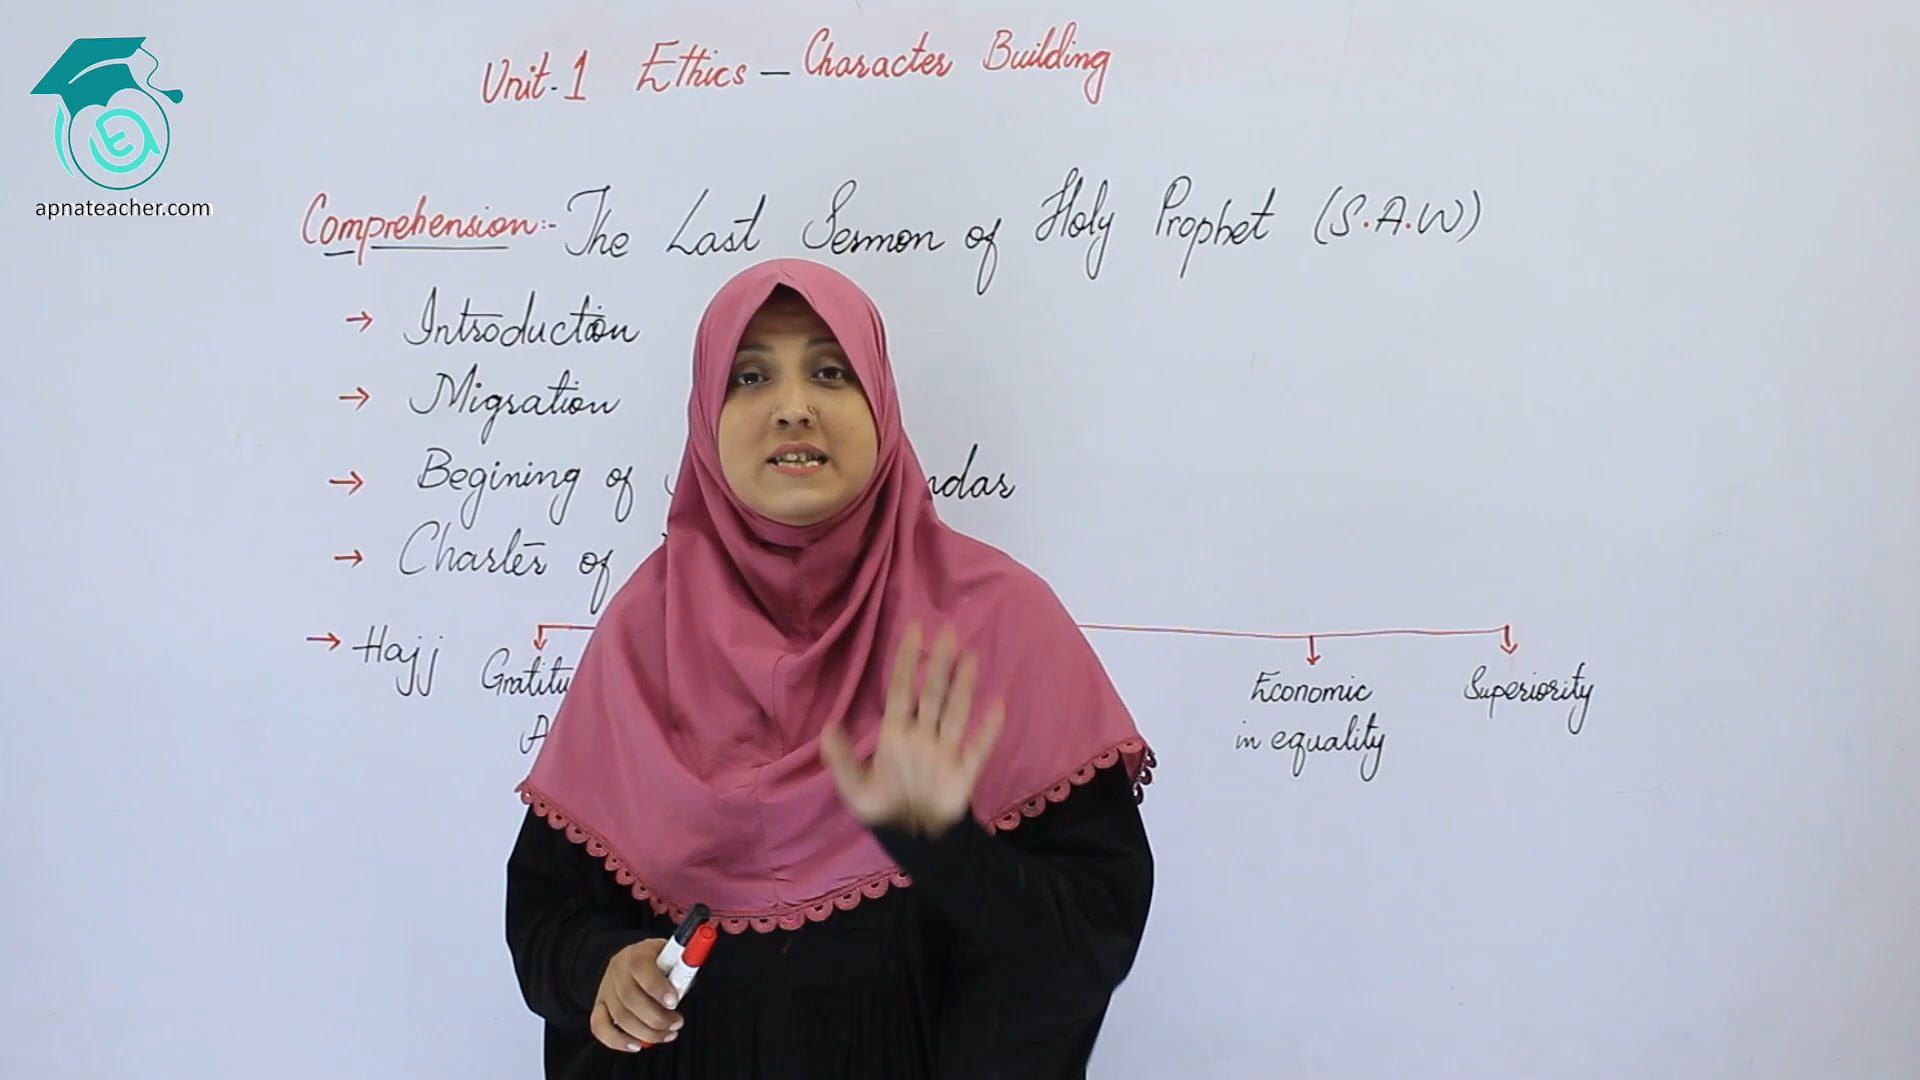 apnateacher.com
Unit-1 Ethics - Character Building
Comprehension:- The Last Sermon of Holy Prophet (S.A.W)
→ Introduction
→ Migration
→ Begining of
→ Charter of
→ Hajj
Economic
in equality
Superiority